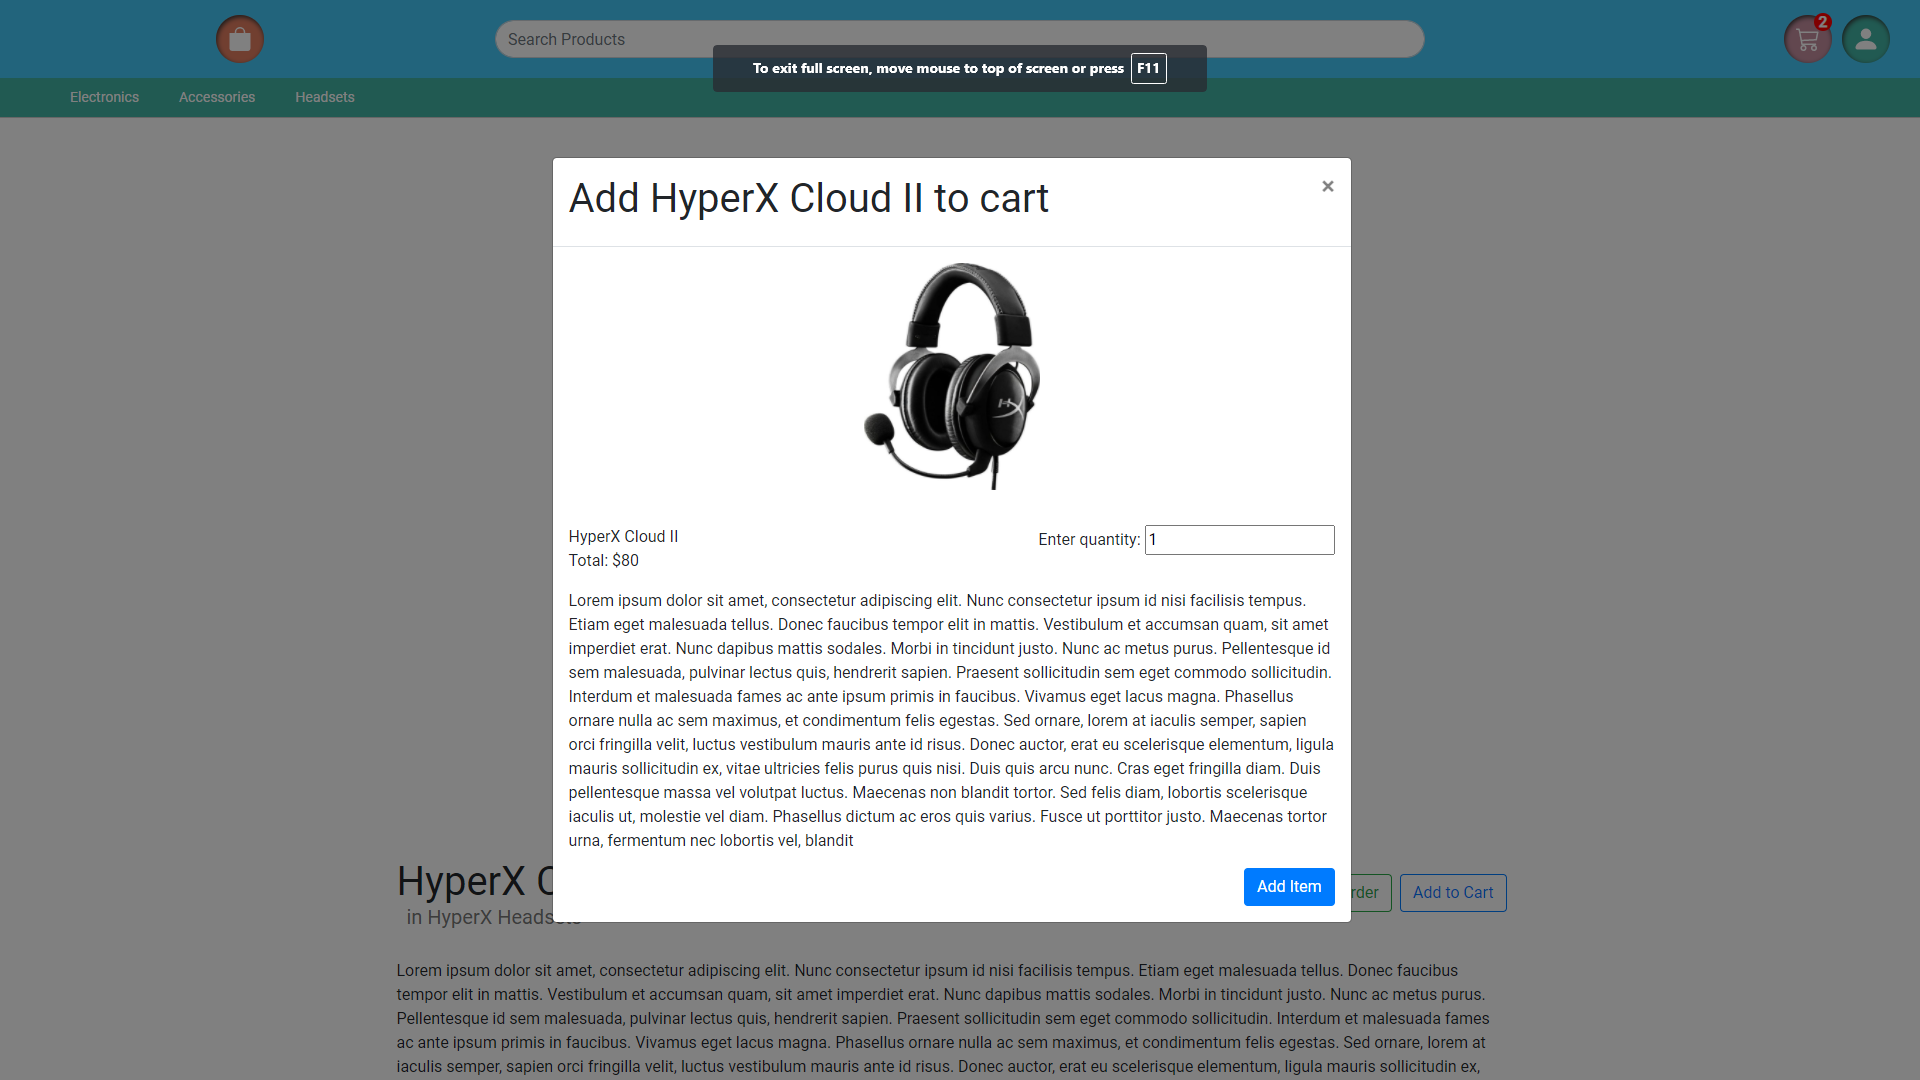 Search Products
2
To exit full screen, move mouse to top of screen or press F11
Electronics
Accessories
Headsets
Add HyperX Cloud II to cart
×
HX
HyperX Cloud II
Enter quantity: 1
Total: $80
Lorem ipsum dolor sit amet, consectetur adipiscing elit. Nunc consectetur ipsum id nisi facilisis tempus.
Etiam eget malesuada tellus. Donec faucibus tempor elit in mattis. Vestibulum et accumsan quam, sit amet
imperdiet erat. Nunc dapibus mattis sodales. Morbi in tincidunt justo. Nunc ac metus purus. Pellentesque id
sem malesuada, pulvinar lectus quis, hendrerit sapien. Praesent sollicitudin sem eget commodo sollicitudin.
Interdum et malesuada fames ac ante ipsum primis in faucibus. Vivamus eget lacus magna. Phasellus
ornare nulla ac sem maximus, et condimentum felis egestas. Sed ornare, lorem at iaculis semper, sapien
orci fringilla velit, luctus vestibulum mauris ante id risus. Donec auctor, erat eu scelerisque elementum, ligula
mauris sollicitudin ex, vitae ultricies felis purus quis nisi. Duis quis arcu nunc. Cras eget fringilla diam. Duis
pellentesque massa vel volutpat luctus. Maecenas non blandit tortor. Sed felis diam, lobortis scelerisque
iaculis ut, molestie vel diam. Phasellus dictum ac eros quis varius. Fusce ut porttitor justo. Maecenas tortor
urna, fermentum nec lobortis vel, blandit
Add Item
HyperX C
rder
Add to Cart
in HyperX Headsets
Lorem ipsum dolor sit amet, consectetur adipiscing elit. Nunc consectetur ipsum id nisi facilisis tempus. Etiam eget malesuada tellus. Donec faucibus
tempor elit in mattis. Vestibulum et accumsan quam, sit amet imperdiet erat. Nunc dapibus mattis sodales. Morbi in tincidunt justo. Nunc ac metus purus.
Pellentesque id sem malesuada, pulvinar lectus quis, hendrerit sapien. Praesent sollicitudin sem eget commodo sollicitudin. Interdum et malesuada fames
ac ante ipsum primis in faucibus. Vivamus eget lacus magna. Phasellus ornare nulla ac sem maximus, et condimentum felis egestas. Sed ornare, lorem at
iaculis semper, sapien orci fringilla velit, luctus vestibulum mauris ante id risus. Donec auctor, erat eu scelerisque elementum, ligula mauris sollicitudin ex,